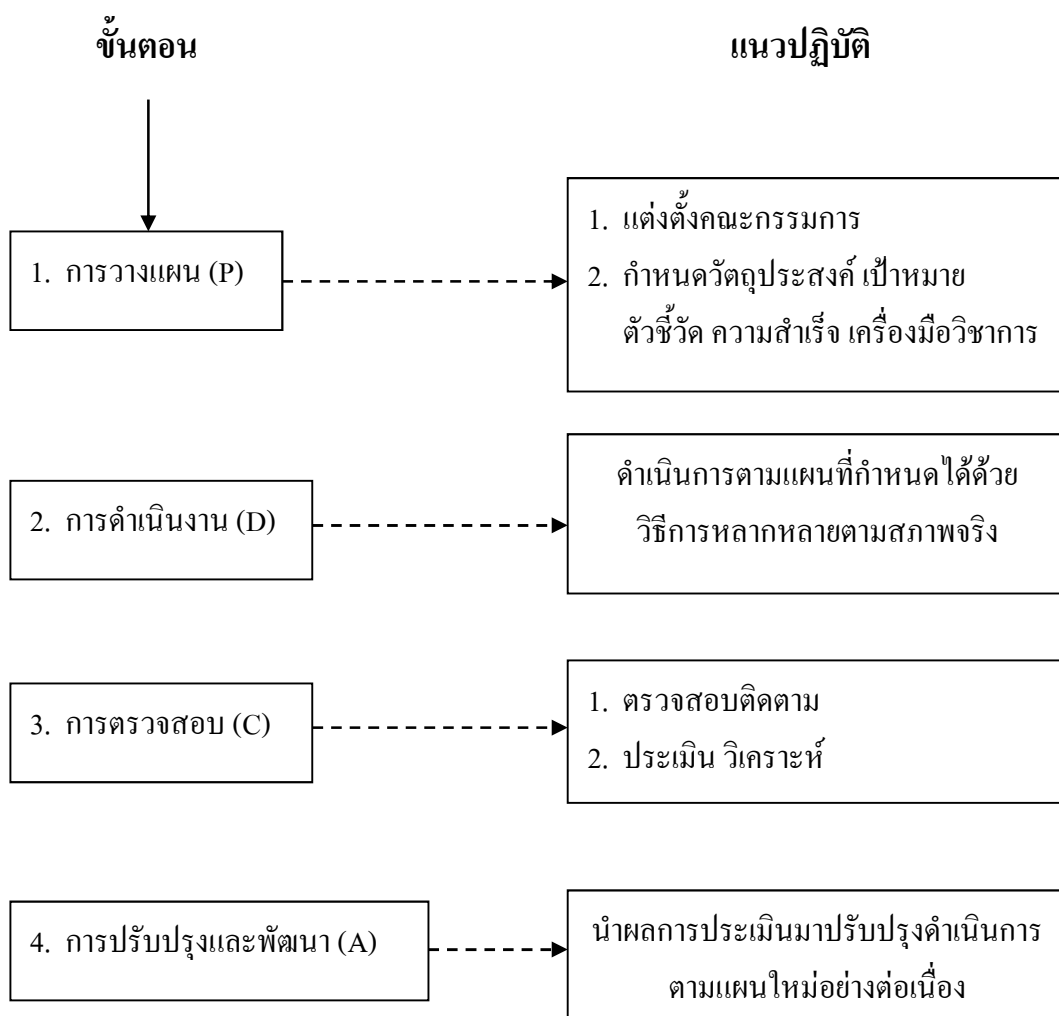 ขั้นตอน
แนวปฏิบัติ
1. การวางแผน (P)
1. แต่งตั้งคณะกรรมการ
2. กำหนดวัตถุประสงค์ เป้าหมาย
ตัวชี้วัด ความสำเร็จ เครื่องมือวิชาการ
2. การดำเนินงาน (D)
ดำเนินการตามแผนที่กำหนดได้ด้วย
วิธีการหลากหลายตามสภาพจริง
3. การตรวจสอบ (C)
1. ตรวจสอบติดตาม
2. ประเมิน วิเคราะห์
4. การปรับปรุงและพัฒนา (A)
นำผลการประเมินมาปรับปรุงดำเนินการ
ตามแผนใหม่อย่างต่อเนื่อง